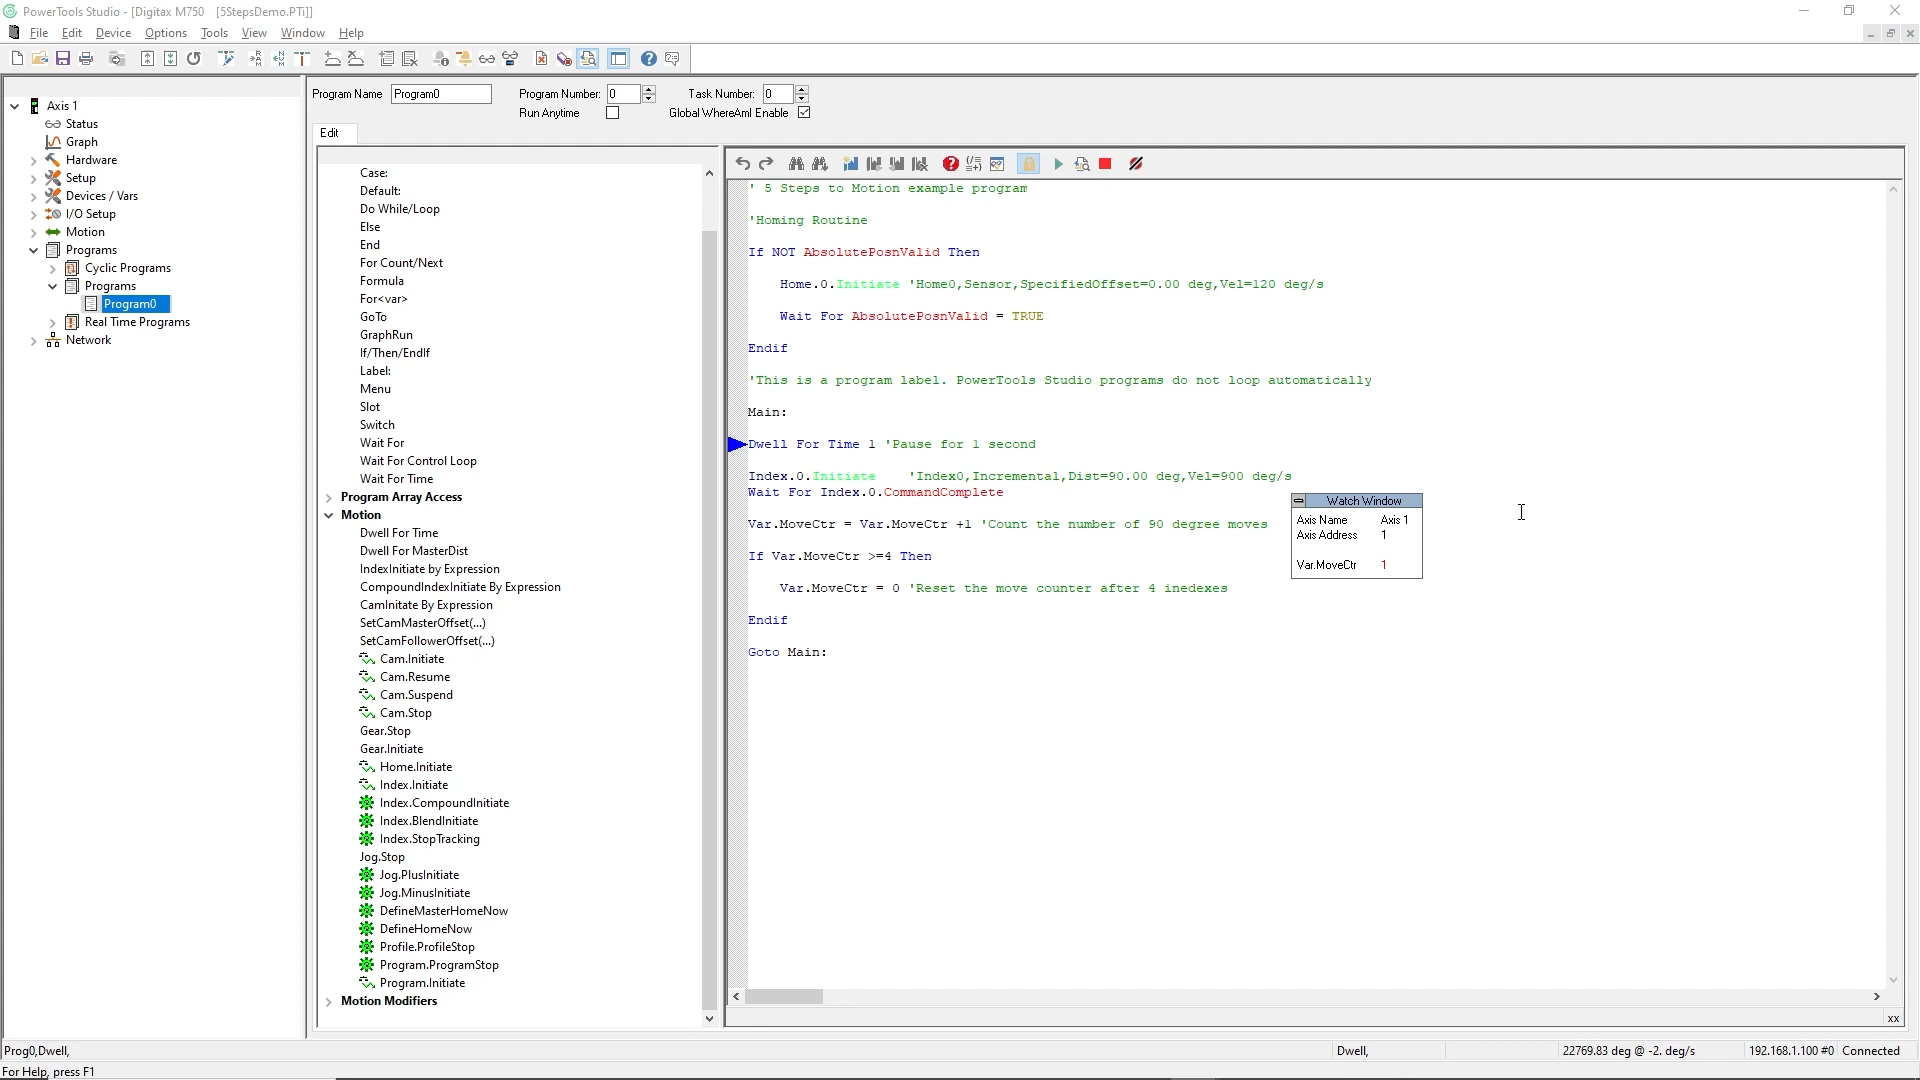 PowerTools Studio - [Digitax M750    [5StepsDemo.PTi]]
File  Edit  Device  Options  Tools  View  Window  Help
Axis 1
Status
Graph
Hardware
Setup
Devices / Vars
I/O Setup
Motion
Programs
Cyclic Programs
Programs
Program0
Real Time Programs
Network
Program Name  Program0  Program Number: 0  Task Number: 0
Run Anytime  Global WhereAmI Enable
Edit
Case:
Default:
Do While/Loop
Else
End
For Count/Next
Formula
For<var>
GoTo
GraphRun
If/Then/EndIf
Label:
Menu
Slot
Switch
Wait For
Wait For Control Loop
Wait For Time
Program Array Access
Motion
Dwell For Time
Dwell For MasterDist
IndexInitiate by Expression
CompoundIndexInitiate By Expression
CamInitate By Expression
SetCamMasterOffset(...)
SetCamFollowerOffset(...)
Cam.Initiate
Cam.Resume
Cam.Suspend
Cam.Stop
Gear.Stop
Gear.Initiate
Home.Initiate
Index.Initiate
Index.CompoundInitiate
Index.BlendInitiate
Index.StopTracking
Jog.Stop
Jog.PlusInitiate
Jog.MinusInitiate
DefineMasterHomeNow
DefineHomeNow
Profile.ProfileStop
Program.ProgramStop
Program.Initiate
Motion Modifiers
' 5 Steps to Motion example program
'Homing Routine
If NOT AbsolutePosnValid Then
Home.0.Initiate 'Home0,Sensor,SpecifiedOffset=0.00 deg,Vel=120 deg/s
Wait For AbsolutePosnValid = TRUE
Endif
'This is a program label. PowerTools Studio programs do not loop automatically
Main:
Dwell For Time 1 'Pause for 1 second
Index.0.Initiate    'Index0,Incremental,Dist=90.00 deg,Vel=900 deg/s
Wait For Index.0.CommandComplete
Var.MoveCtr = Var.MoveCtr +1 'Count the number of 90 degree moves
If Var.MoveCtr >=4 Then
Var.MoveCtr = 0 'Reset the move counter after 4 inedexes
Endif
Goto Main:
Watch Window
Axis Name  Axis 1
Axis Address  1
Var.MoveCtr  1
xx
Prog0,Dwell,  Dwell,  22769.83 deg @ -2. deg/s  192.168.1.100 #0  Connected
For Help, press F1